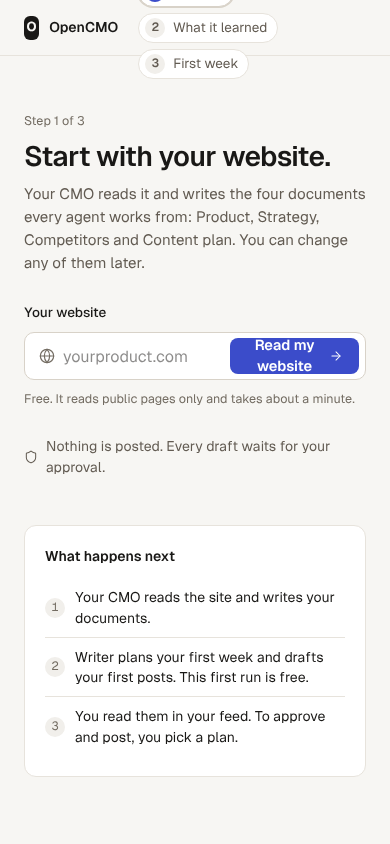 OpenCMO
2 What it learned
3 First week
Step 1 of 3
Start with your website.
Your CMO reads it and writes the four documents
every agent works from: Product, Strategy,
Competitors and Content plan. You can change
any of them later.
Your website
yourproduct.com
Read my
website
Free. It reads public pages only and takes about a minute.
Nothing is posted. Every draft waits for your
approval.
What happens next
1 Your CMO reads the site and writes your
documents.
2 Writer plans your first week and drafts
your first posts. This first run is free.
3 You read them in your feed. To approve
and post, you pick a plan.